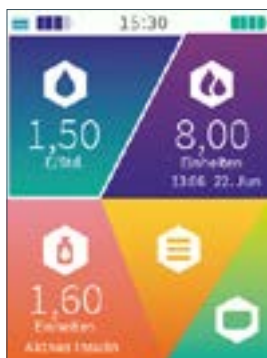 15:30
1,50
E/Std
8,00
Einheiten
13:06 22. Jun
1,60
Einheiten
Aktives Insulin